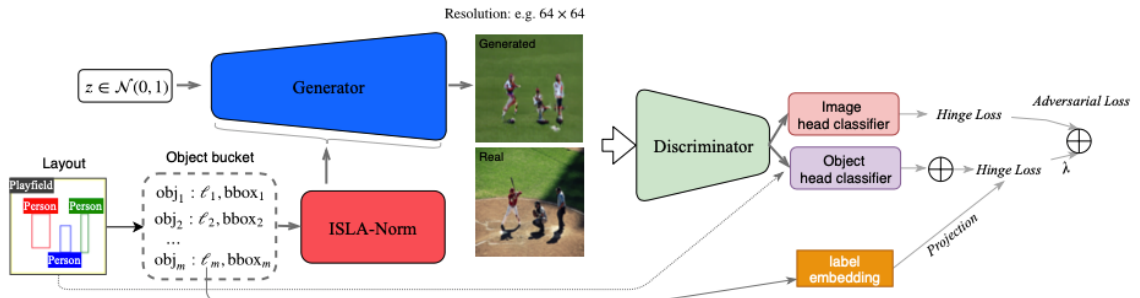 Resolution: e.g. 64 × 64
z ∈ 𝒩(0, 1)
Generator
Generated
Real
Layout
Playfield
Person
Person
Person
Object bucket
obj₁ : ℓ₁, bbox₁
obj₂ : ℓ₂, bbox₂
...
objₘ : ℓₘ, bboxₘ
ISLA-Norm
Discriminator
Image
head classifier
Object
head classifier
Hinge Loss
Adversarial Loss
Hinge Loss
λ
Projection
label
embedding